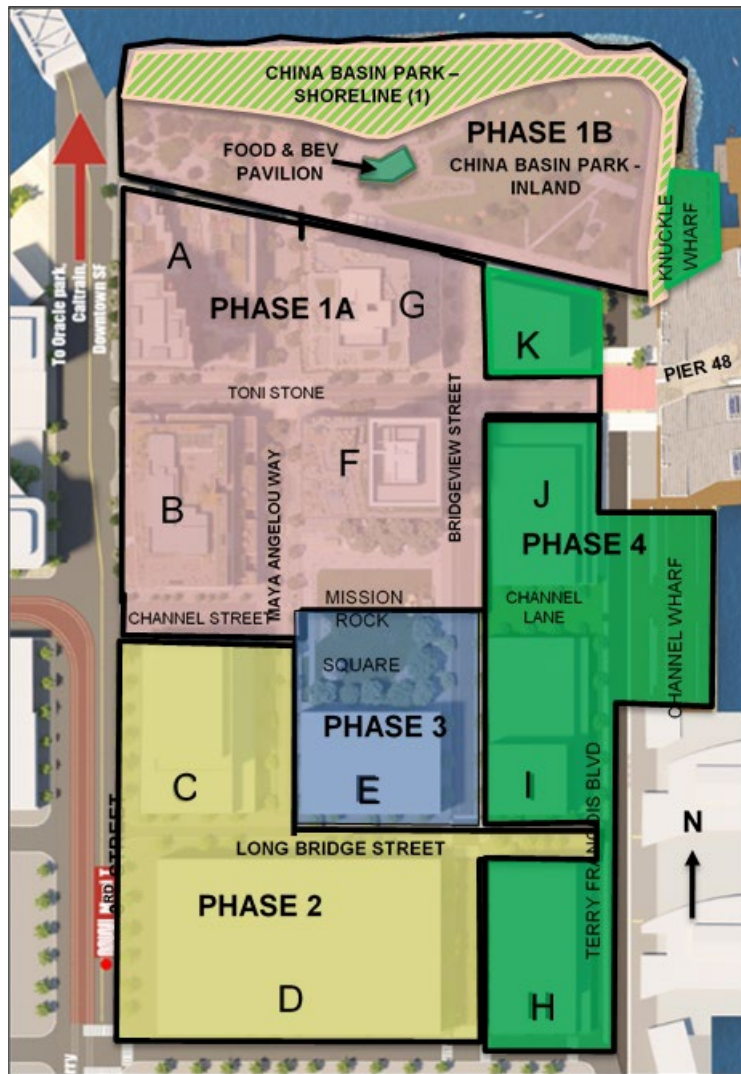 CHINA BASIN PARK –
SHORELINE (1)
PHASE 1B
FOOD & BEV
PAVILION
CHINA BASIN PARK -
INLAND
KNUCKLE
WHARF
To Oracle park,
Caltrain,
Downtown SF
A
PHASE 1A
G
K
PIER 48
TONI STONE
BRIDGEVIEW STREET
MAYA ANGELOU WAY
F
B
J
PHASE 4
CHANNEL WHARF
CHANNEL STREET
MISSION
ROCK
SQUARE
CHANNEL
LANE
PHASE 3
C
E
I
N
LONG BRIDGE STREET
TERRY FRANCOIS BLVD
3RD STREET
PHASE 2
D
H